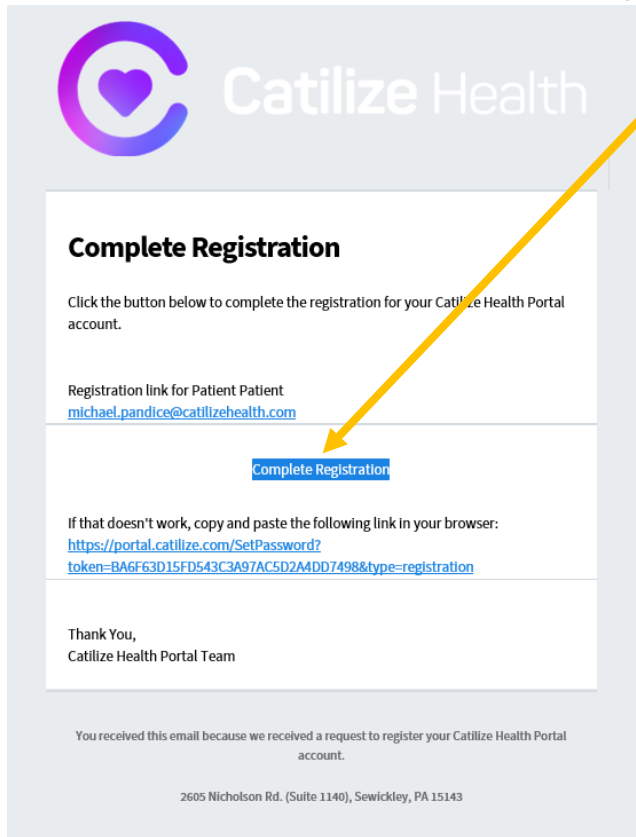 Catilize Health
Complete Registration
Click the button below to complete the registration for your Catilize Health Portal
account.
Registration link for Patient Patient
michael.pandice@catilizehealth.com
Complete Registration
If that doesn't work, copy and paste the following link in your browser:
https://portal.catilize.com/SetPassword?
token=BA6F63D15FD543C3A97AC5D2A4DD7498&type=registration
Thank You,
Catilize Health Portal Team
You received this email because we received a request to register your Catilize Health Portal
account.
2605 Nicholson Rd. (Suite 1140), Sewickley, PA 15143